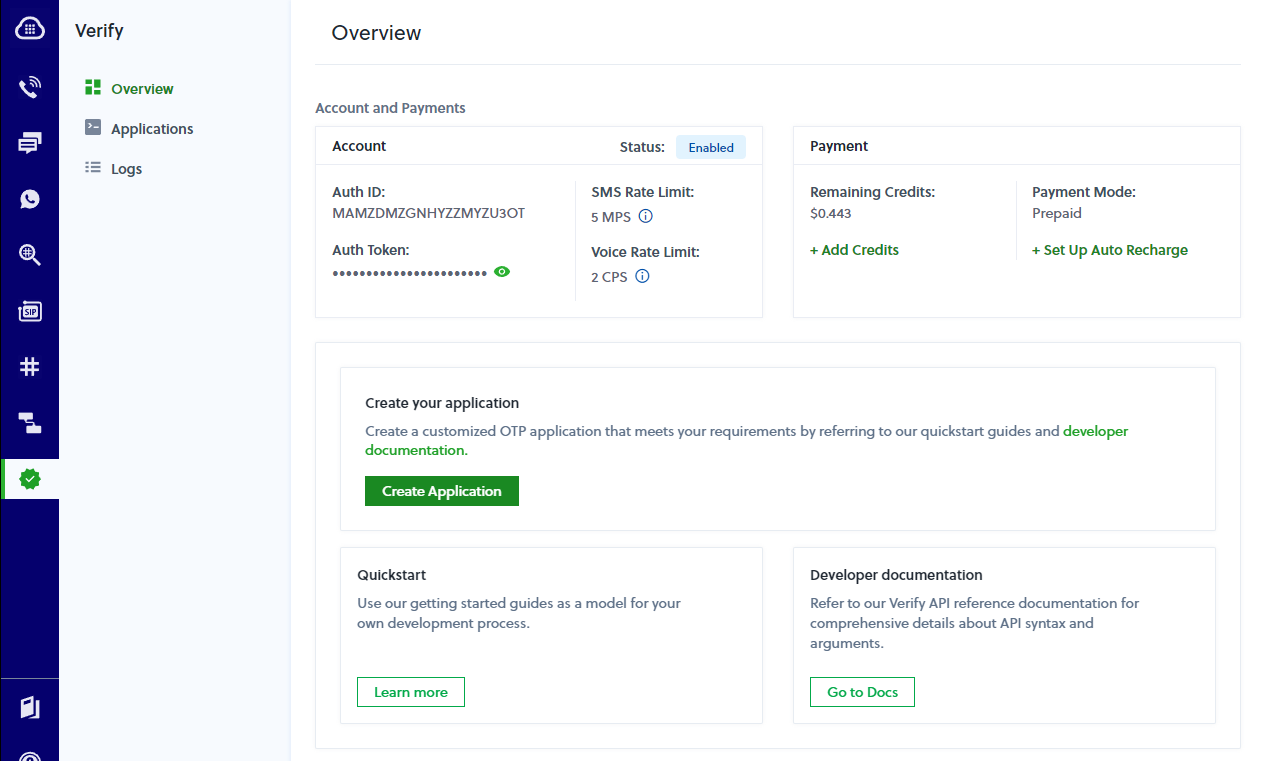 Verify
Overview
Applications
Logs
Overview
Account and Payments
Account
Status:
Enabled
Auth ID:
MAMZDMZGNHYZZMYZU3OT
Auth Token:
•••••••••••••••••••••••
SMS Rate Limit:
5 MPS
Voice Rate Limit:
2 CPS
Payment
Remaining Credits:
$0.443
+ Add Credits
Payment Mode:
Prepaid
+ Set Up Auto Recharge
Create your application
Create a customized OTP application that meets your requirements by referring to our quickstart guides and developer
documentation.
Create Application
Quickstart
Use our getting started guides as a model for your
own development process.
Learn more
Developer documentation
Refer to our Verify API reference documentation for
comprehensive details about API syntax and
arguments.
Go to Docs
SIP